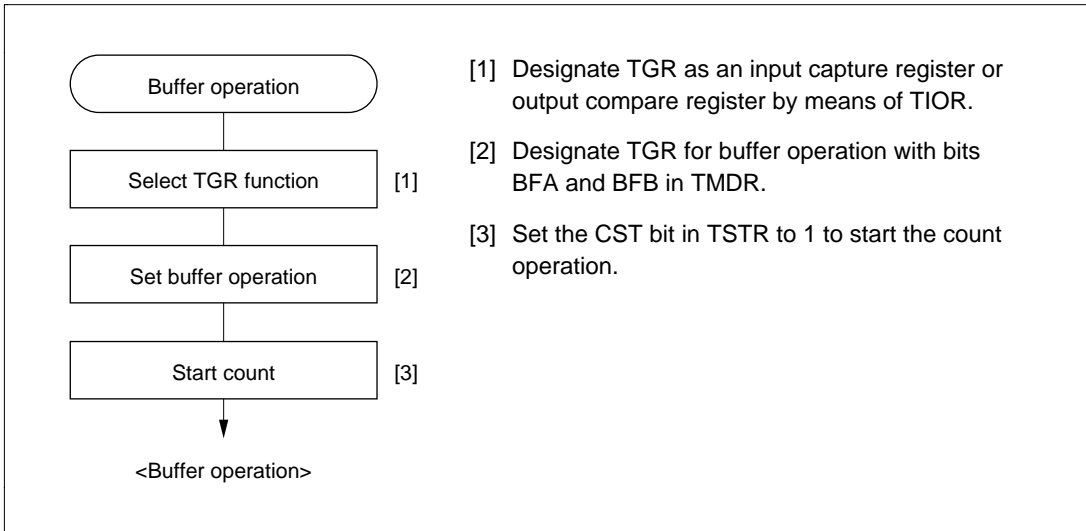 Buffer operation
Select TGR function
[1]
Set buffer operation
[2]
Start count
[3]
<Buffer operation>
[1] Designate TGR as an input capture register or
output compare register by means of TIOR.
[2] Designate TGR for buffer operation with bits
BFA and BFB in TMDR.
[3] Set the CST bit in TSTR to 1 to start the count
operation.